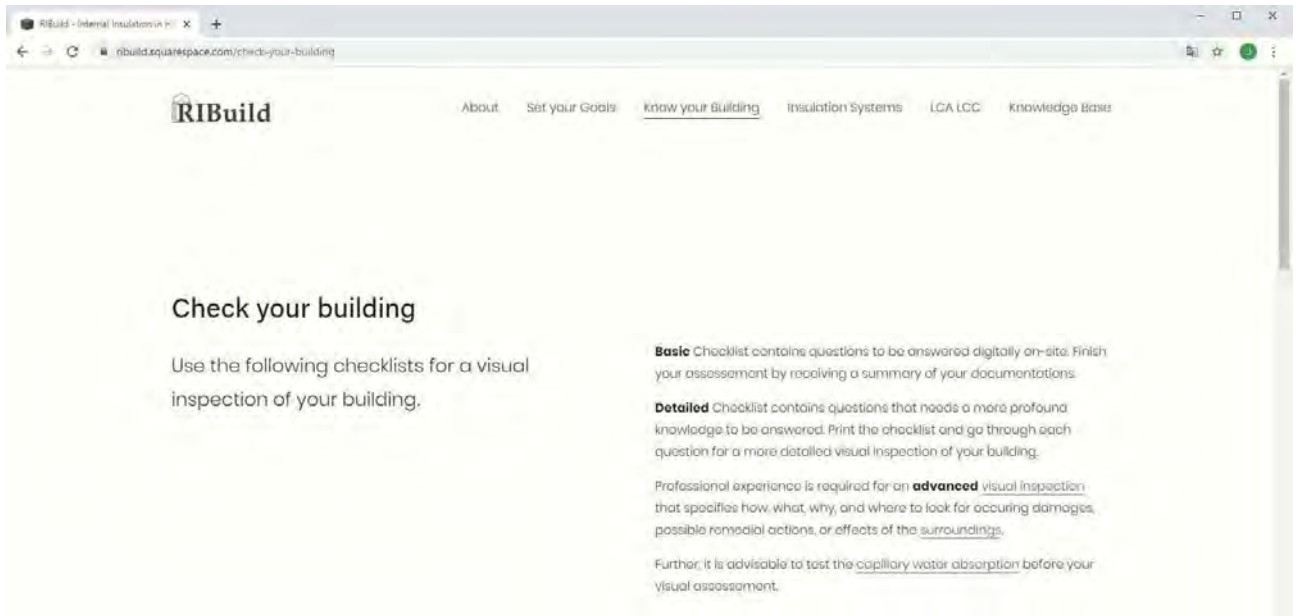 RIBuild - Internal Insulation in H
ribuild.squarespace.com/check-your-building
RIBuild
About Set your Goals Know your Building Insulation Systems LCA LCC Knowledge Base
Check your building
Use the following checklists for a visual
inspection of your building.
Basic Checklist contains questions to be answered digitally on-site. Finish
your assessement by receiving a summary of your documentations.
Detailed Checklist contains questions that needs a more profound
knowledge to be answered. Print the checklist and go through each
question for a more detailed visual inspection of your building.
Professional experience is required for an advanced visual inspection
that specifies how, what, why, and where to look for occuring damages,
possible remedial actions, or effects of the surroundings.
Further, it is advisable to test the capillary water absorption before your
visual assessement.